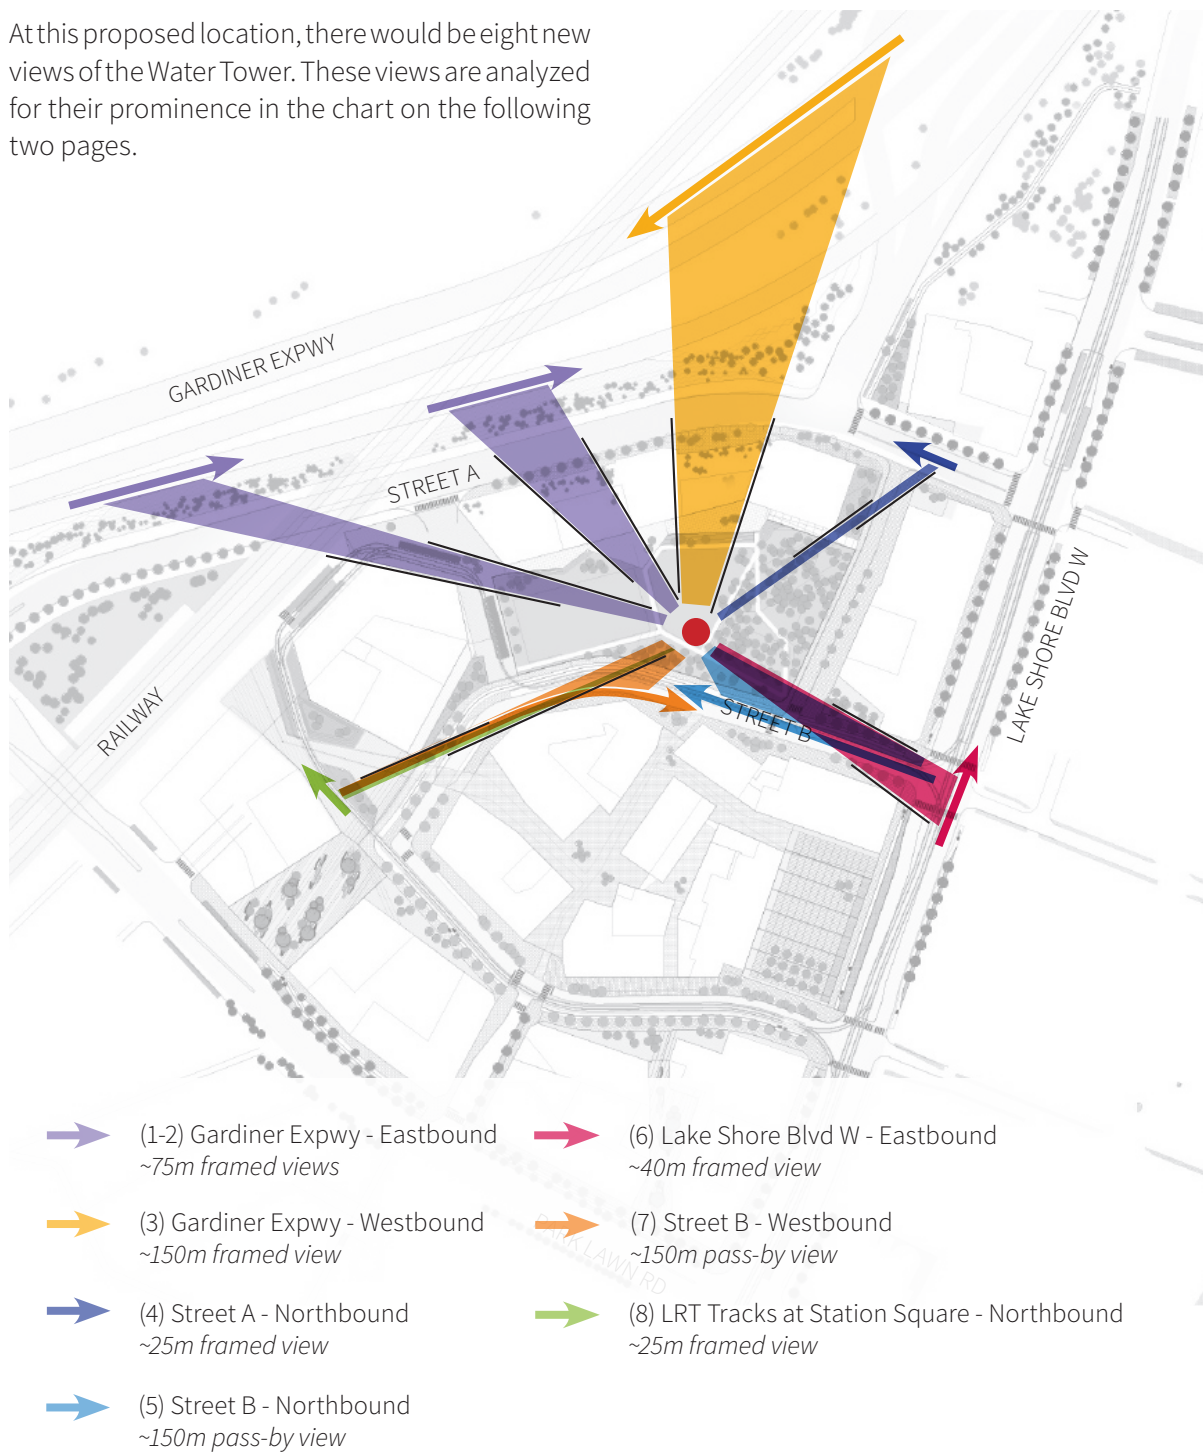 At this proposed location, there would be eight new
views of the Water Tower. These views are analyzed
for their prominence in the chart on the following
two pages.
GARDINER EXPWY
STREET A
RAILWAY
STREET B
LAKE SHORE BLVD W
PARK LAWN RD
(1-2) Gardiner Expwy - Eastbound
~75m framed views
(3) Gardiner Expwy - Westbound
~150m framed view
(4) Street A - Northbound
~25m framed view
(5) Street B - Northbound
~150m pass-by view
(6) Lake Shore Blvd W - Eastbound
~40m framed view
(7) Street B - Westbound
~150m pass-by view
(8) LRT Tracks at Station Square - Northbound
~25m framed view